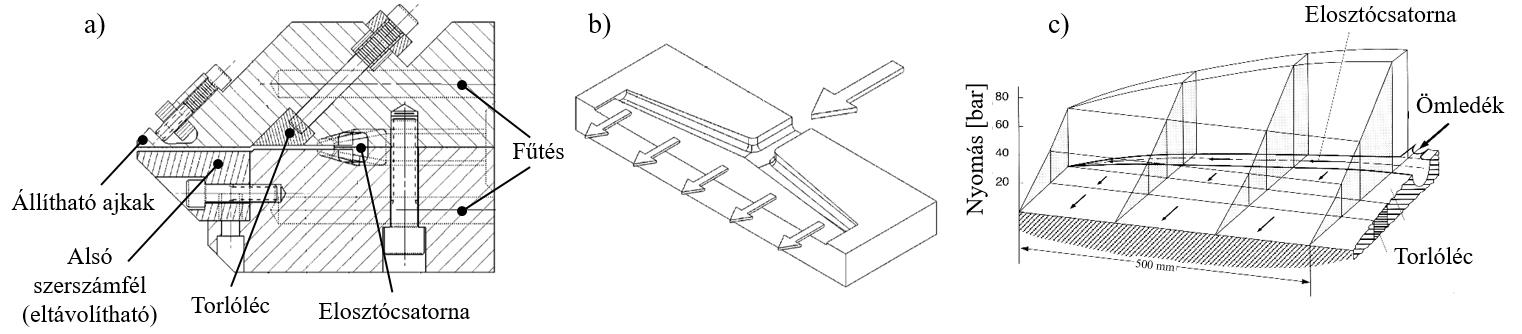 a)
Állítható ajkak
Alsó
szerszámfél
(eltávolítható)
Torlóléc
Elosztócsatorna
Fűtés
b)
c)
Elosztócsatorna
Ömledék
Nyomás [bar]
80
60
40
20
500 mm
Torlóléc